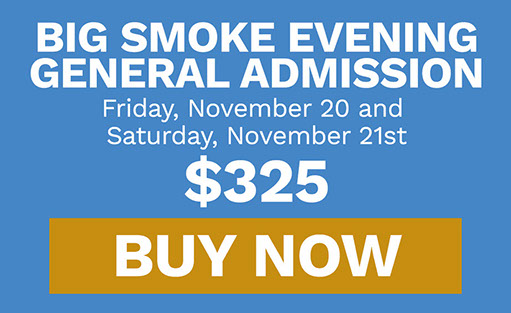 BIG SMOKE EVENING
GENERAL ADMISSION
Friday, November 20 and
Saturday, November 21st
$325
BUY NOW